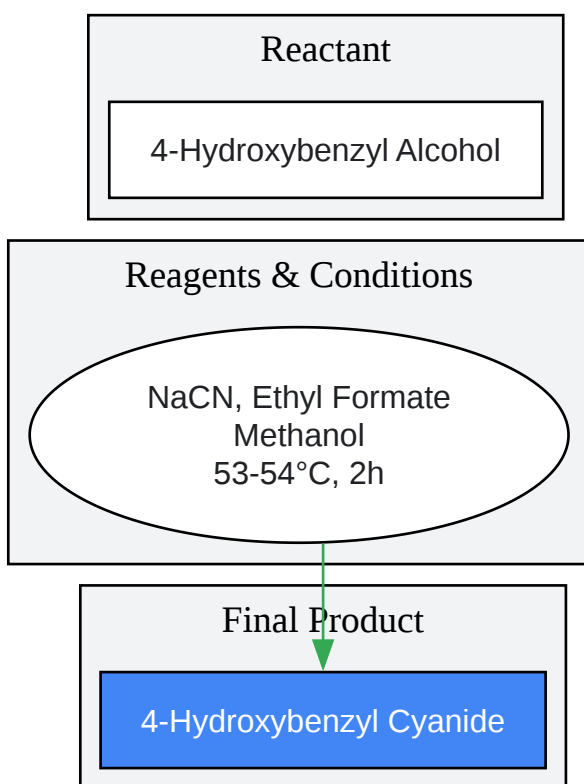 Reactant
4-Hydroxybenzyl Alcohol
Reagents & Conditions
NaCN, Ethyl Formate
Methanol
53-54°C, 2h
Final Product
4-Hydroxybenzyl Cyanide